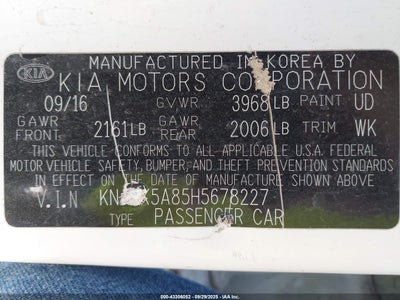 KIA
MANUFACTURED IN KOREA BY
KIA MOTORS CORPORATION
09/16 GVWR 3968LB PAINT UD
GAWR FRONT 2161LB GAWR REAR 2006LB TRIM WK
THIS VEHICLE CONFORMS TO ALL APPLICABLE U.S.A. FEDERAL
MOTOR VEHICLE SAFETY, BUMPER, AND THEFT PREVENTION STANDARDS
IN EFFECT ON THE DATE OF MANUFACTURE SHOWN ABOVE
V.I.N
TYPE PASSENGER CAR
000-43306052 (09/29/2025 - IAA Inc.)